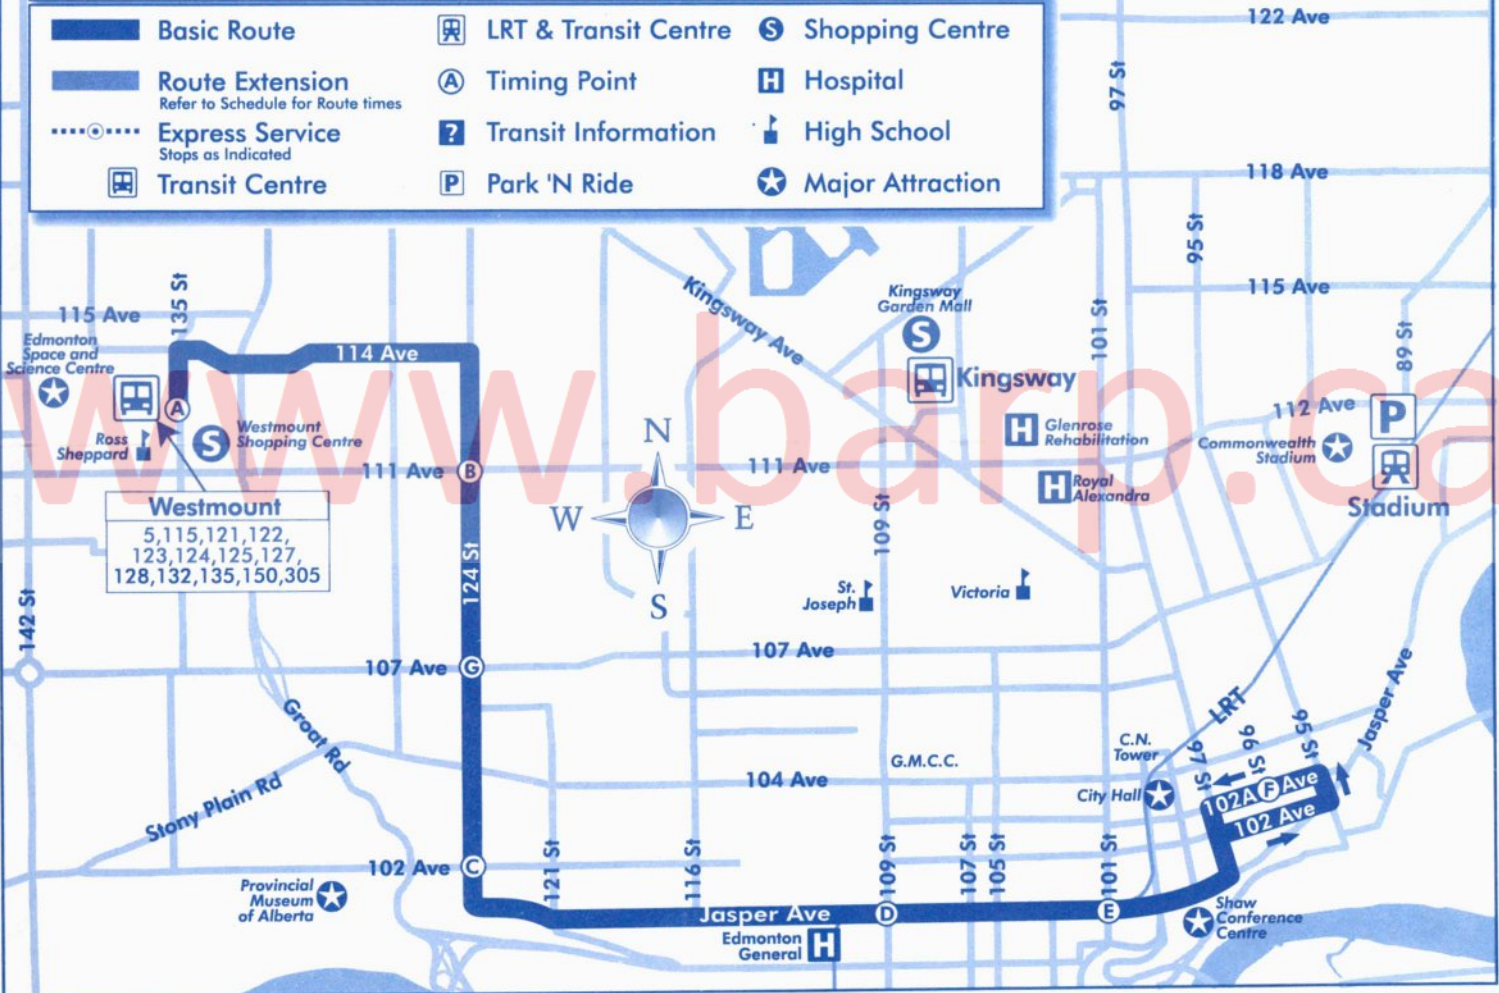 Basic Route
Route Extension
Refer to Schedule for Route times
Express Service
Stops as Indicated
Transit Centre
LRT & Transit Centre
A Timing Point
? Transit Information
P Park 'N Ride
S Shopping Centre
H Hospital
High School
Major Attraction
122 Ave
97 St
118 Ave
95 St
115 Ave
135 St
115 Ave
Edmonton
Space and
Science Centre
114 Ave
Kingsway Ave
Kingsway
Garden Mall
S
Kingsway
101 St
89 St
A
Ross
Sheppard
S
Westmount
Shopping Centre
111 Ave
B
N
W
E
S
111 Ave
H
Glenrose
Rehabilitation
H
Royal
Alexandra
112 Ave
Commonwealth
Stadium
P
Stadium
www.barp.ca
Westmount
5,115,121,122,
123,124,125,127,
128,132,135,150,305
142 St
124 St
109 St
St.
Joseph
Victoria
107 Ave
G
107 Ave
Groat Rd
Stony Plain Rd
104 Ave
G.M.C.C.
C.N.
Tower
City Hall
LRT
97 St
96 St
95 St
Jasper Ave
102A F Ave
102 Ave
102 Ave
C
121 St
116 St
109 St
107 St
105 St
101 St
Provincial
Museum
of Alberta
Jasper Ave
D
E
Edmonton
General
H
Shaw
Conference
Centre